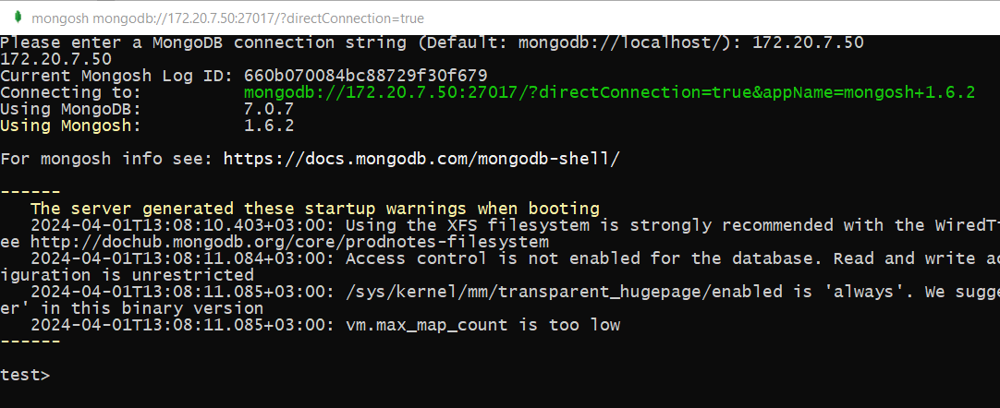 mongosh mongodb://172.20.7.50:27017/?directConnection=true
Please enter a MongoDB connection string (Default: mongodb://localhost/): 172.20.7.50
172.20.7.50
Current Mongosh Log ID: 660b070084bc88729f30f679
Connecting to:          mongodb://172.20.7.50:27017/?directConnection=true&appName=mongosh+1.6.2
Using MongoDB:          7.0.7
Using Mongosh:          1.6.2
For mongosh info see: https://docs.mongodb.com/mongodb-shell/
------
   The server generated these startup warnings when booting
   2024-04-01T13:08:10.403+03:00: Using the XFS filesystem is strongly recommended with the WiredTi
ee http://dochub.mongodb.org/core/prodnotes-filesystem
   2024-04-01T13:08:11.084+03:00: Access control is not enabled for the database. Read and write ac
iguration is unrestricted
   2024-04-01T13:08:11.085+03:00: /sys/kernel/mm/transparent_hugepage/enabled is 'always'. We sugge
er' in this binary version
   2024-04-01T13:08:11.085+03:00: vm.max_map_count is too low
------
test>